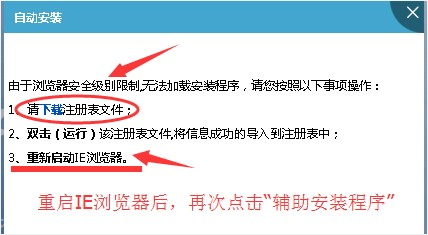 自动安装
由于浏览器安全级别限制,无法加载安装程序，请您按照以下事项操作：
1、请下载注册表文件；
2、双击（运行）该注册表文件,将信息成功的导入到注册表中；
3、重新启动IE浏览器。
重启IE浏览器后，再次点击“辅助安装程序”